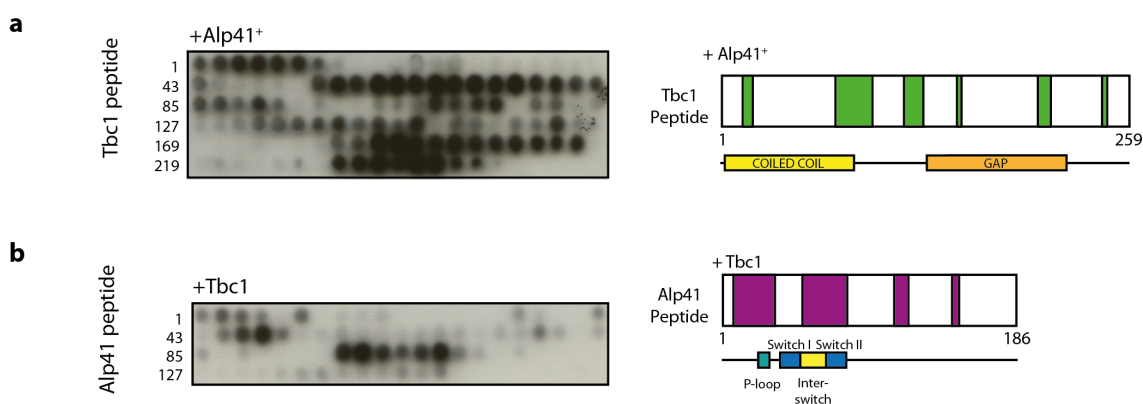 a
+Alp41+
Tbc1 peptide
1
43
85
127
169
219
+ Alp41+
Tbc1
Peptide
1
259
COILED COIL
GAP
b
+Tbc1
Alp41 peptide
1
43
85
127
+ Tbc1
Alp41
Peptide
1
186
Switch I Switch II
P-loop
Inter-
switch